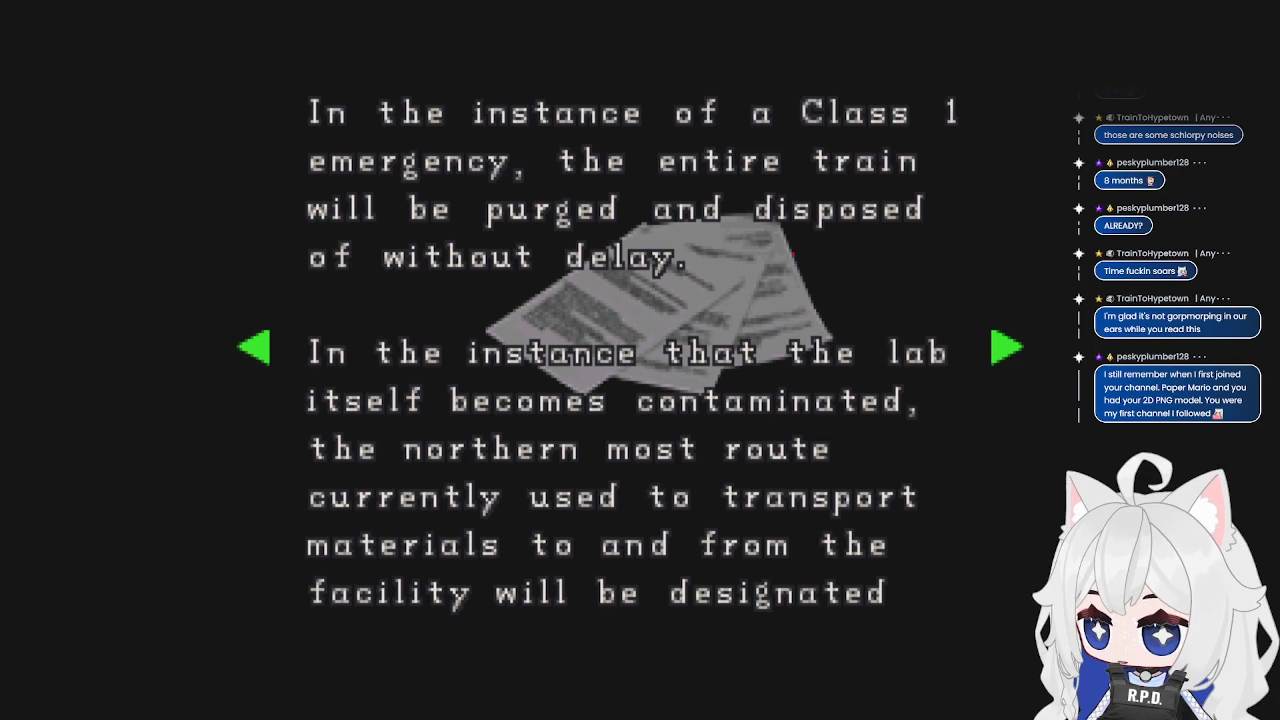 In the instance of a Class 1
emergency, the entire train
will be purged and disposed
of without delay.
In the instance that the lab
itself becomes contaminated,
the northern most route
currently used to transport
materials to and from the
facility will be designated
TrainToHypetown | Any···
those are some schlorpy noises
peskyplumber128 ···
8 months
peskyplumber128 ···
ALREADY?
TrainToHypetown | Any···
Time fuckin soars
TrainToHypetown | Any···
I'm glad it's not gorpmorping in our
ears while you read this
peskyplumber128 ···
I still remember when I first joined
your channel. Paper Mario and you
had your 2D PNG model. You were
my first channel I followed
R.P.D.